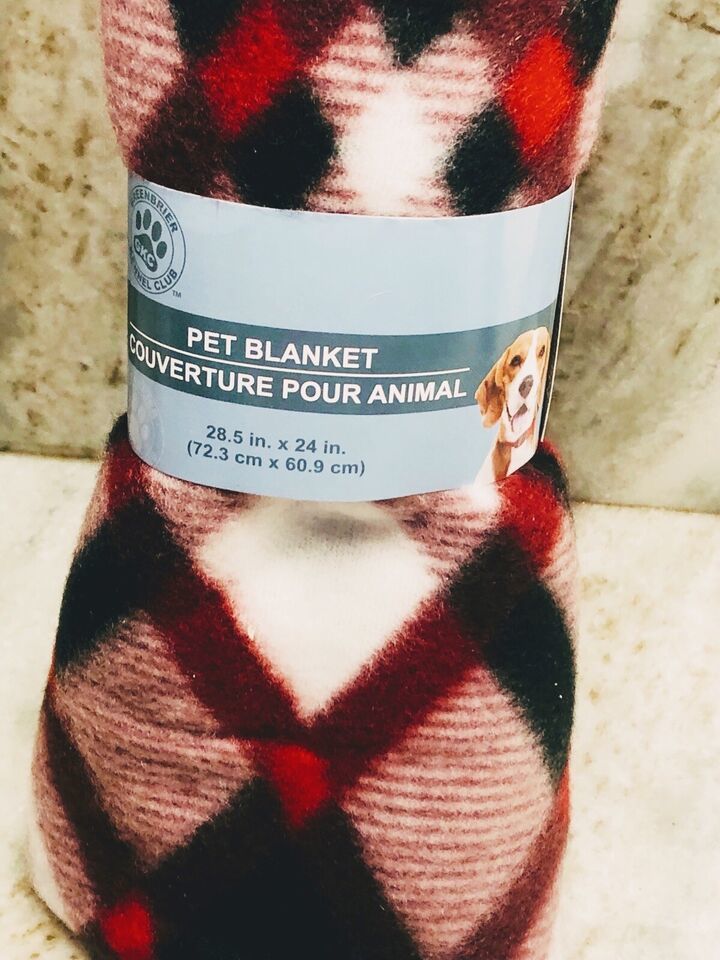 GREENBRIER
GKC
KENNEL CLUB
TM
PET BLANKET
COUVERTURE POUR ANIMAL
28.5 in. x 24 in.
(72.3 cm x 60.9 cm)